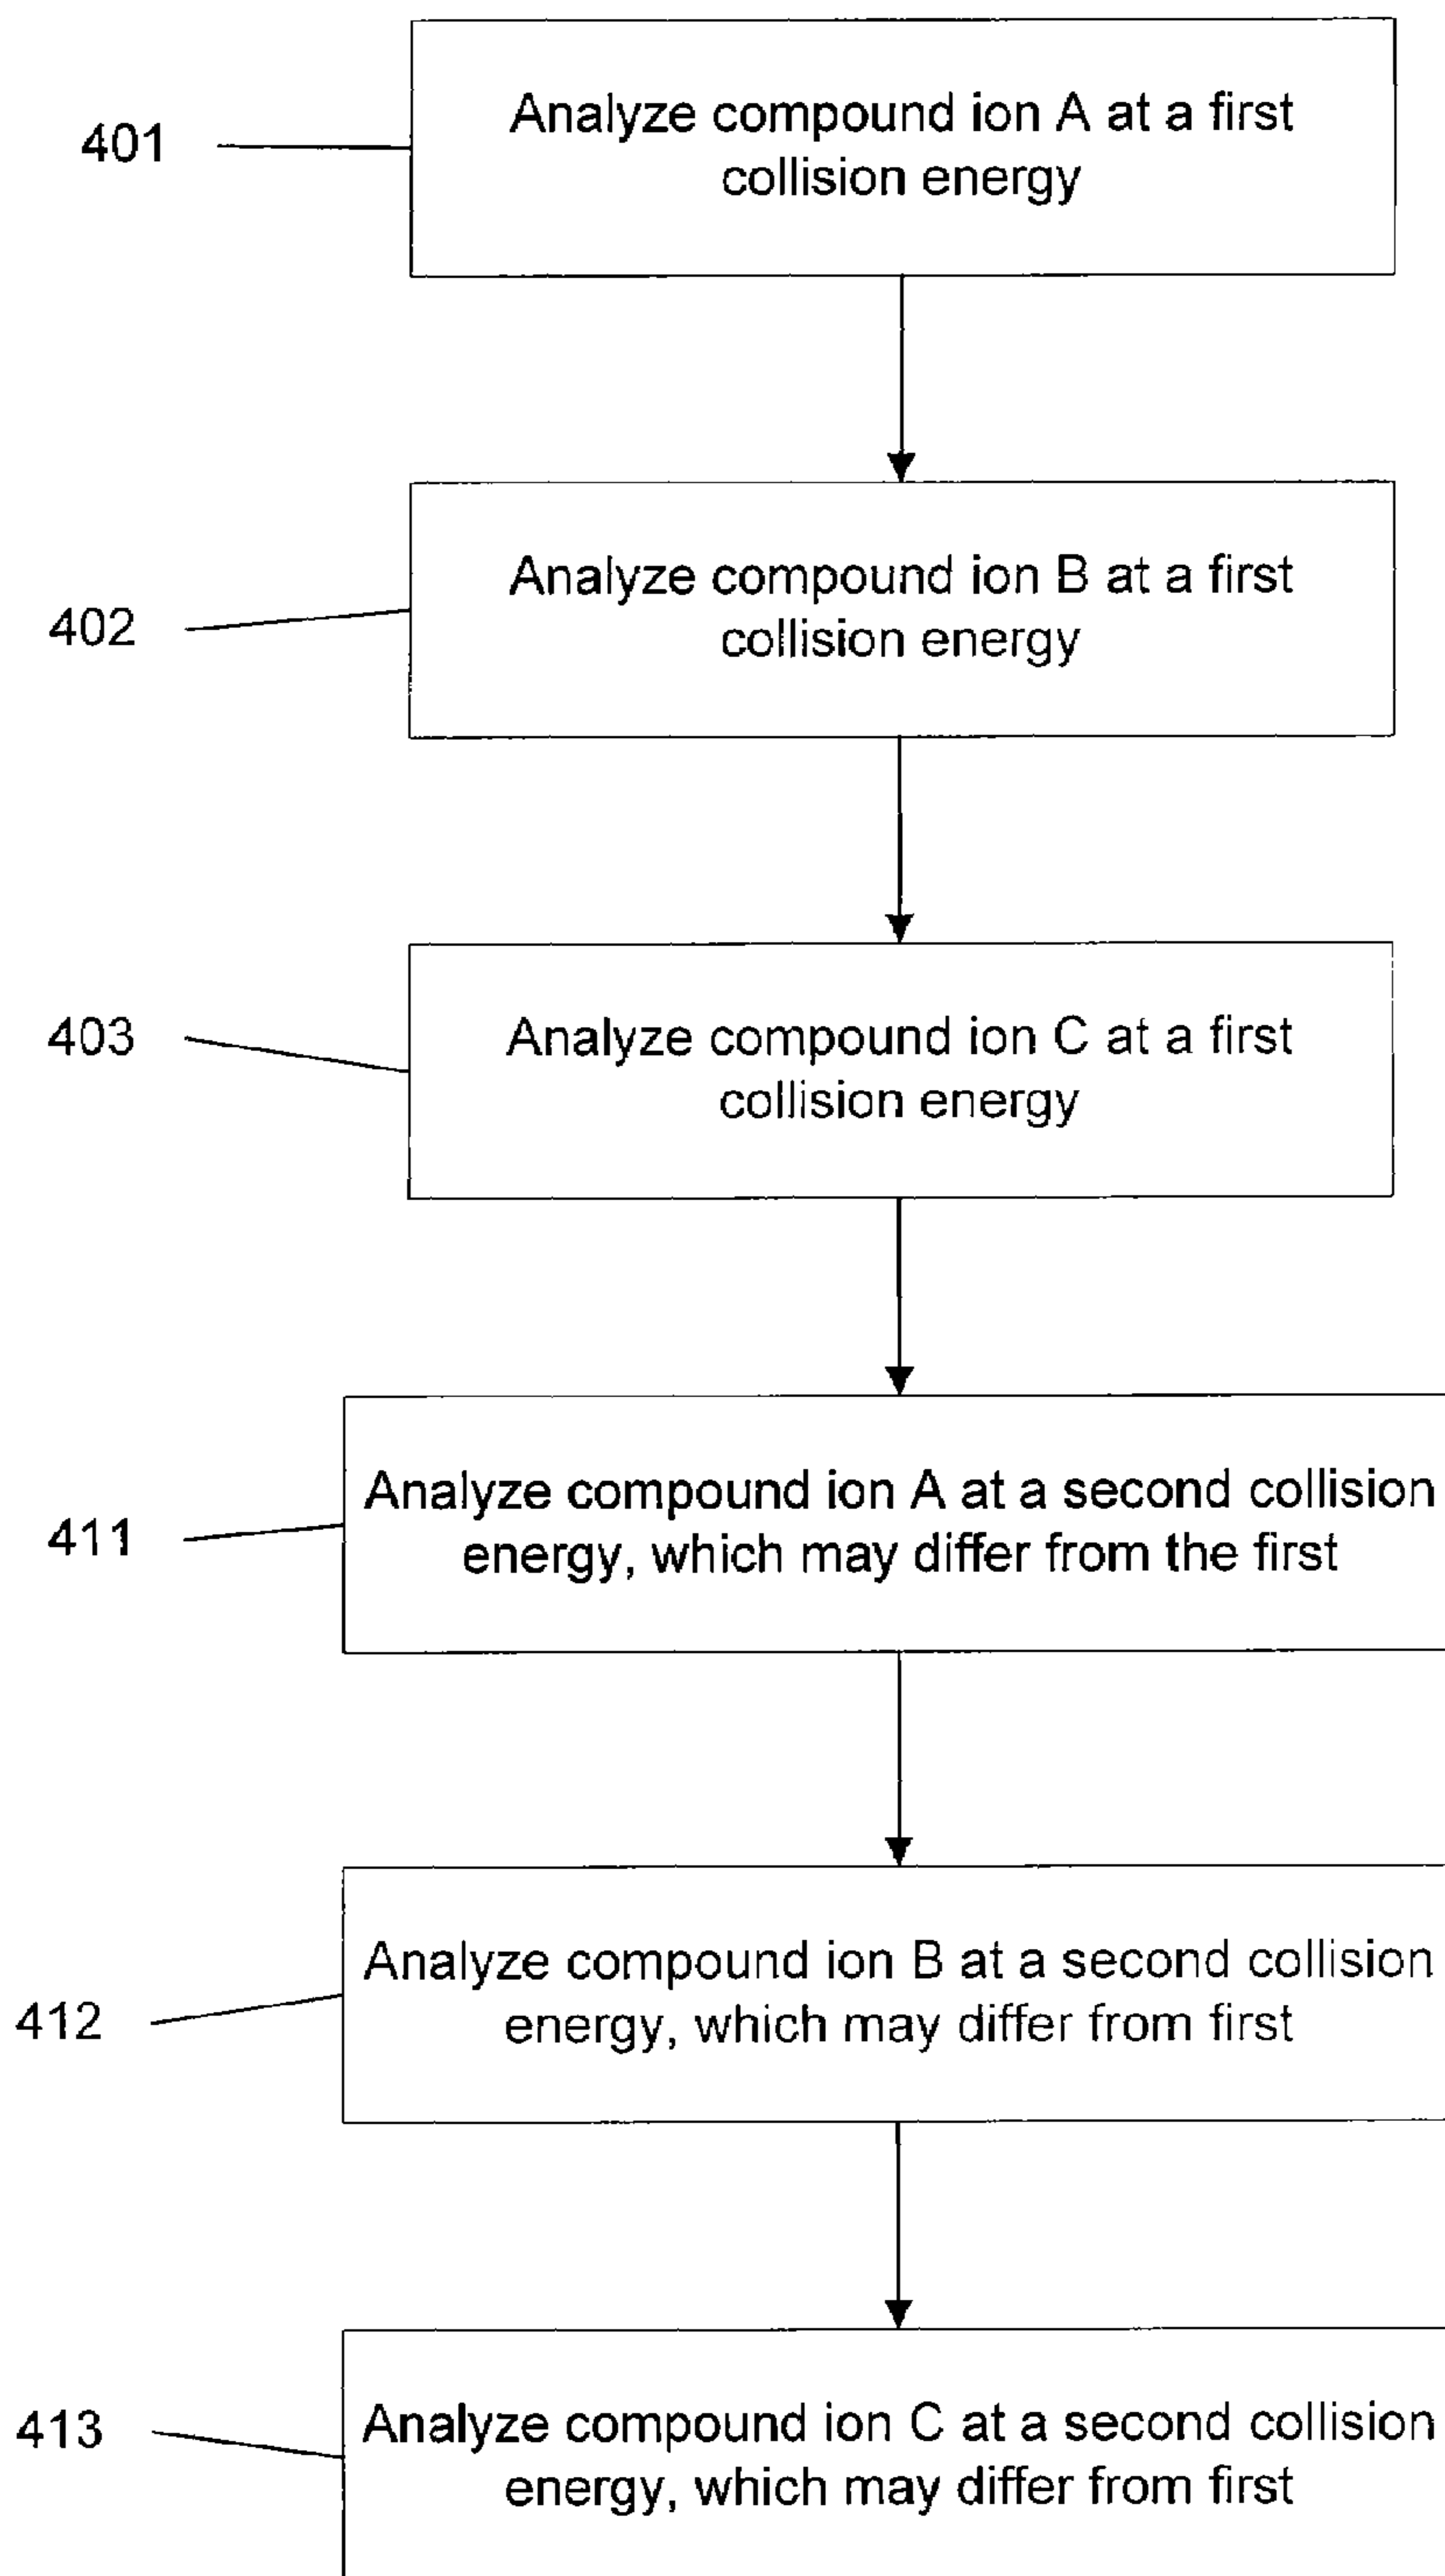 401
Analyze compound ion A at a first
collision energy
402
Analyze compound ion B at a first
collision energy
403
Analyze compound ion C at a first
collision energy
411
Analyze compound ion A at a second collision
energy, which may differ from the first
412
Analyze compound ion B at a second collision
energy, which may differ from first
413
Analyze compound ion C at a second collision
energy, which may differ from first